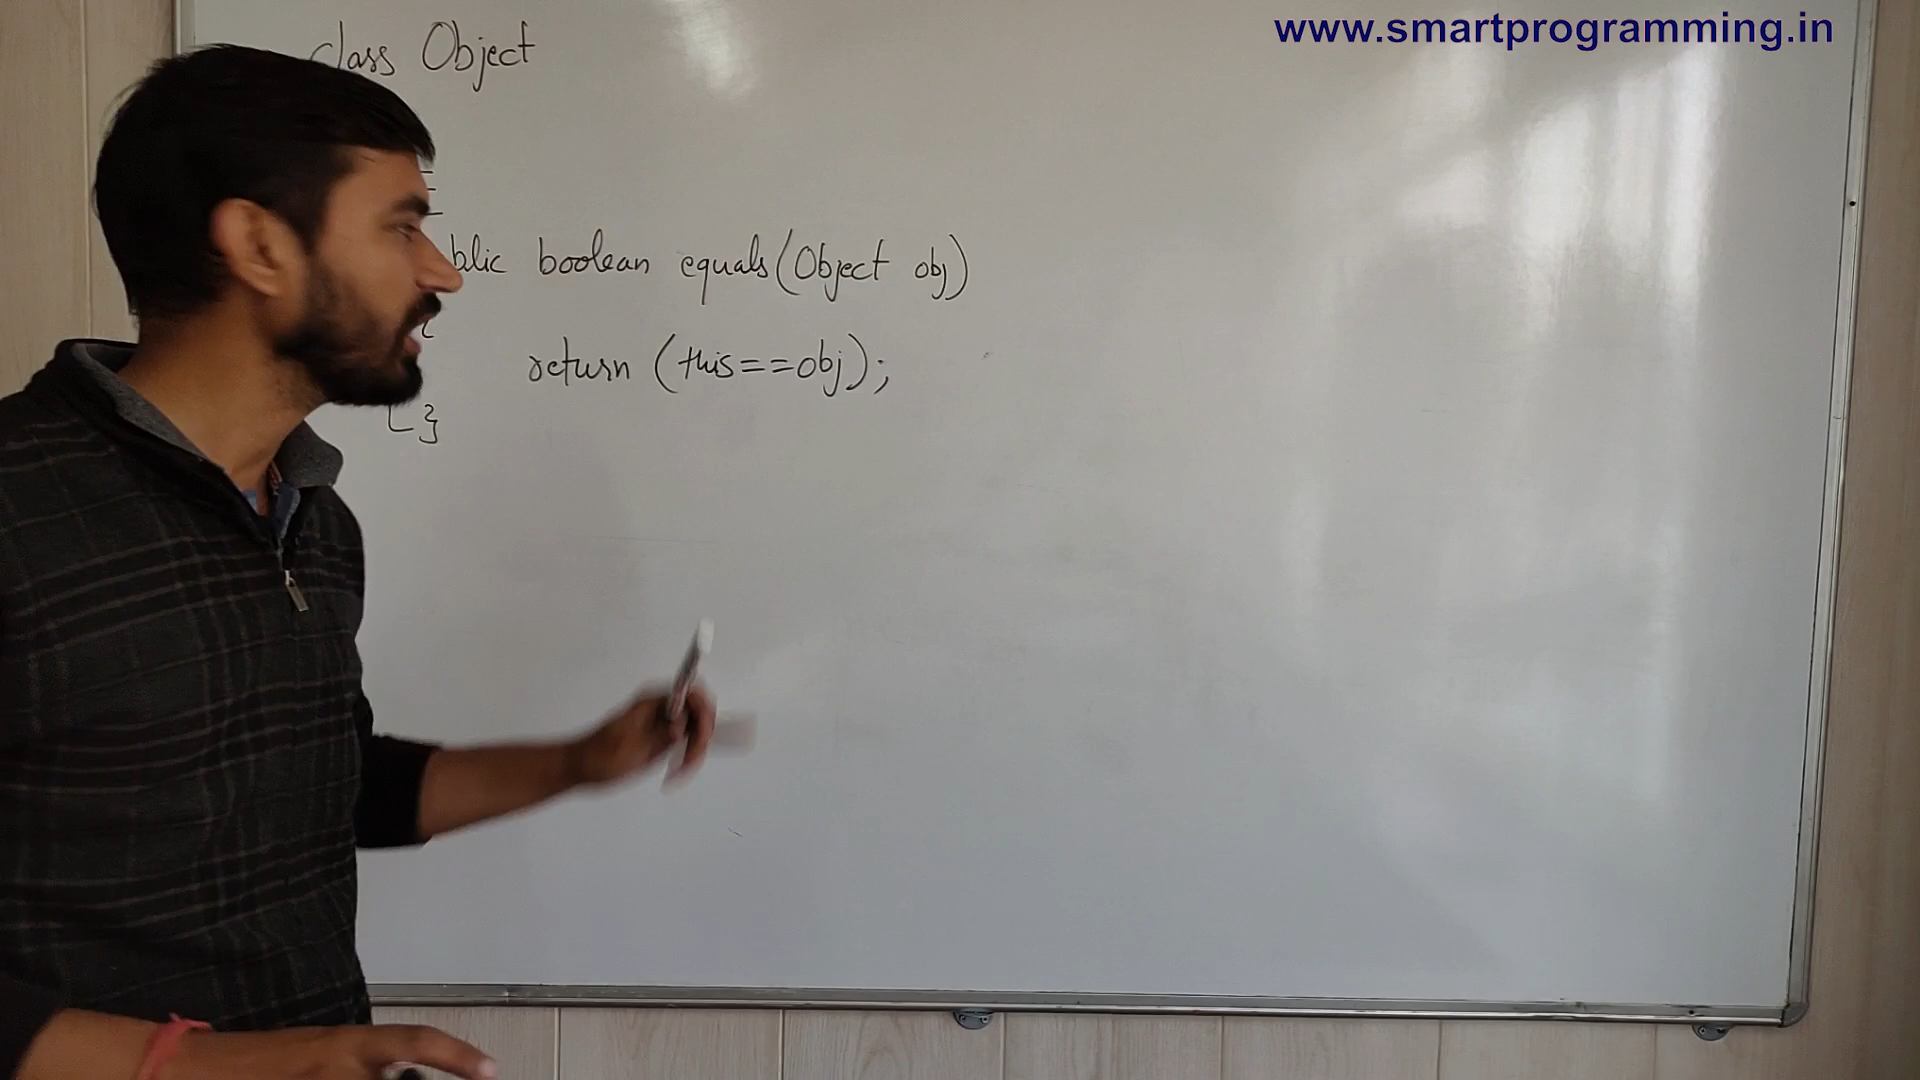 www.smartprogramming.in
class Object
blic boolean equals(Object obj)
{
return (this==obj);
}